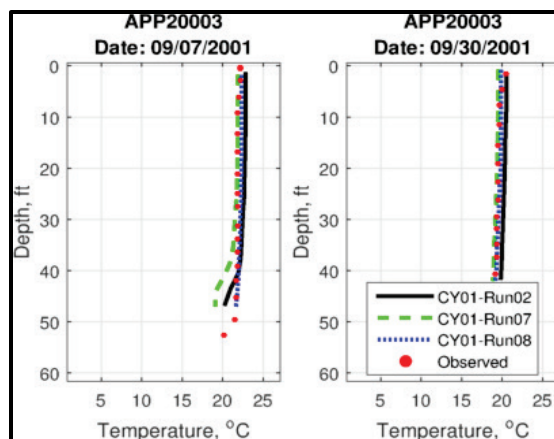 APP20003
Date: 09/07/2001
0
10
20
30
40
50
60
Depth, ft
5 10 15 20 25
Temperature, °C
APP20003
Date: 09/30/2001
0
10
20
30
40
50
60
Depth, ft
CY01-Run02
CY01-Run07
CY01-Run08
Observed
5 10 15 20 25
Temperature, °C